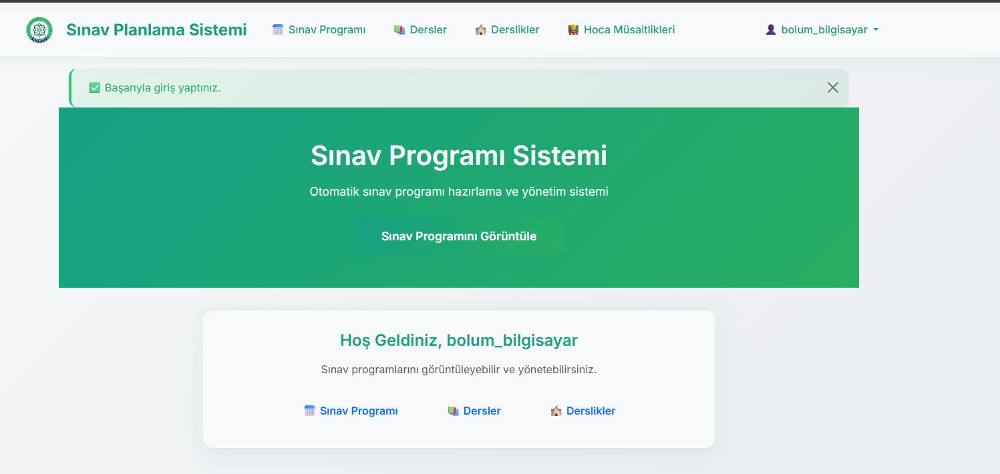 Sınav Planlama Sistemi
Sınav Programı
Dersler
Derslikler
Hoca Müsaitlikleri
bolum_bilgisayar
Başarıyla giriş yaptınız.
Sınav Programı Sistemi
Otomatik sınav programı hazırlama ve yönetim sistemi
Sınav Programını Görüntüle
Hoş Geldiniz, bolum_bilgisayar
Sınav programlarını görüntüleyebilir ve yönetebilirsiniz.
Sınav Programı
Dersler
Derslikler